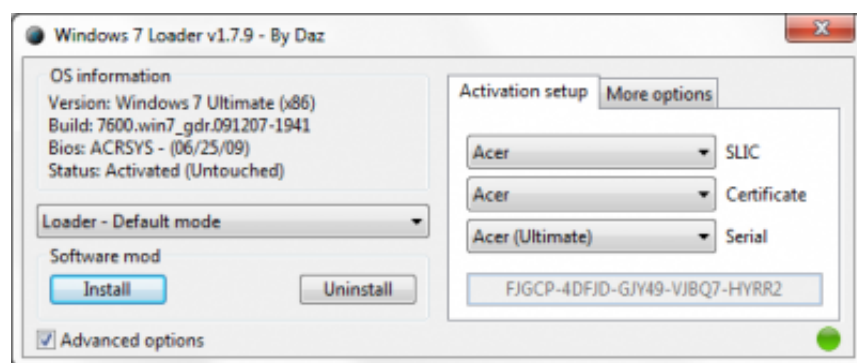 Windows 7 Loader v1.7.9 - By Daz
OS information
Version: Windows 7 Ultimate (x86)
Build: 7600.win7_gdr.091207-1941
Bios: ACRSYS - (06/25/09)
Status: Activated (Untouched)
Loader - Default mode
Software mod
Install
Uninstall
Advanced options
Activation setup
More options
Acer
SLIC
Acer
Certificate
Acer (Ultimate)
Serial
FJGCP-4DFJD-GJY49-VJBQ7-HYRR2